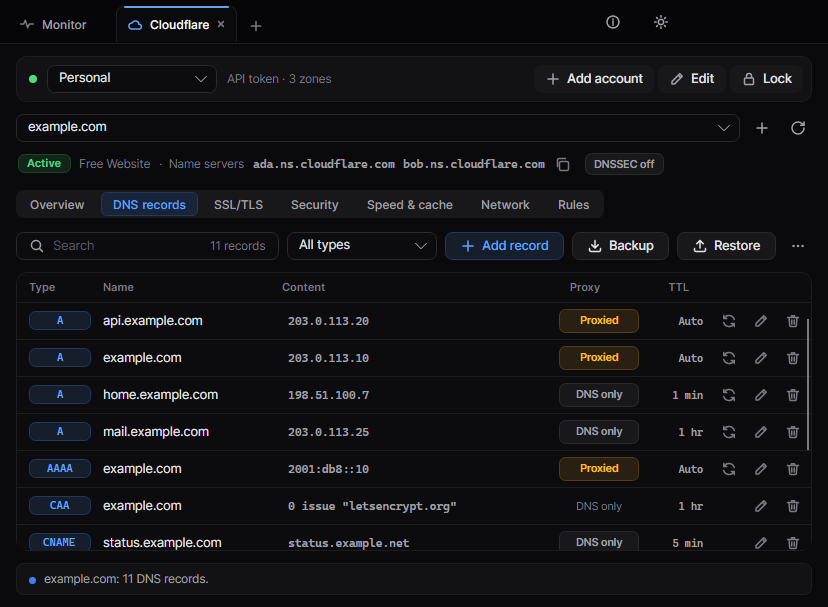 Monitor Cloudflare × +
Personal API token · 3 zones + Add account Edit Lock
example.com
Active Free Website · Name servers ada.ns.cloudflare.com bob.ns.cloudflare.com DNSSEC off
Overview DNS records SSL/TLS Security Speed & cache Network Rules
Search 11 records All types + Add record Backup Restore ···
Type Name Content Proxy TTL
A api.example.com 203.0.113.20 Proxied Auto
A example.com 203.0.113.10 Proxied Auto
A home.example.com 198.51.100.7 DNS only 1 min
A mail.example.com 203.0.113.25 DNS only 1 hr
AAAA example.com 2001:db8::10 Proxied Auto
CAA example.com 0 issue "letsencrypt.org" DNS only 1 hr
CNAME status.example.com status.example.net DNS only 5 min
example.com: 11 DNS records.